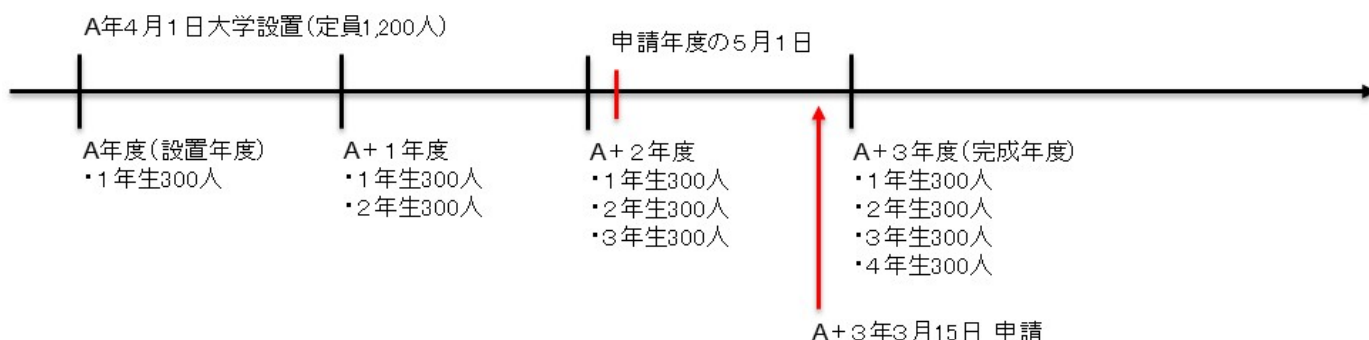 A年4月1日大学設置(定員1,200人)
申請年度の5月1日
A年度(設置年度)
・1年生300人
A+1年度
・1年生300人
・2年生300人
A+2年度
・1年生300人
・2年生300人
・3年生300人
A+3年度(完成年度)
・1年生300人
・2年生300人
・3年生300人
・4年生300人
A+3年3月15日 申請